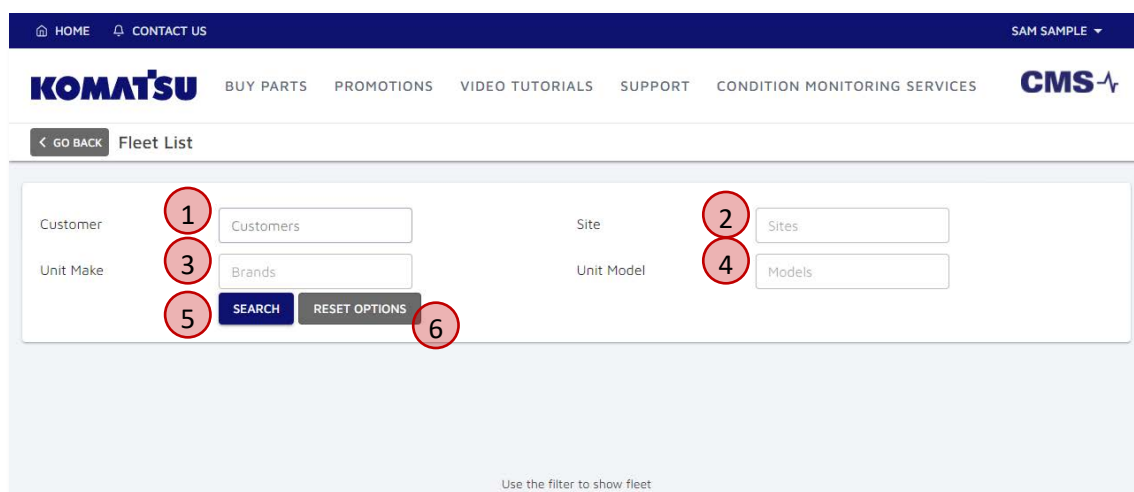 HOME CONTACT US SAM SAMPLE
KOMATSU BUY PARTS PROMOTIONS VIDEO TUTORIALS SUPPORT CONDITION MONITORING SERVICES CMS
< GO BACK Fleet List
Customer 1 Customers Site 2 Sites
Unit Make 3 Brands Unit Model 4 Models
5 SEARCH RESET OPTIONS 6
Use the filter to show fleet